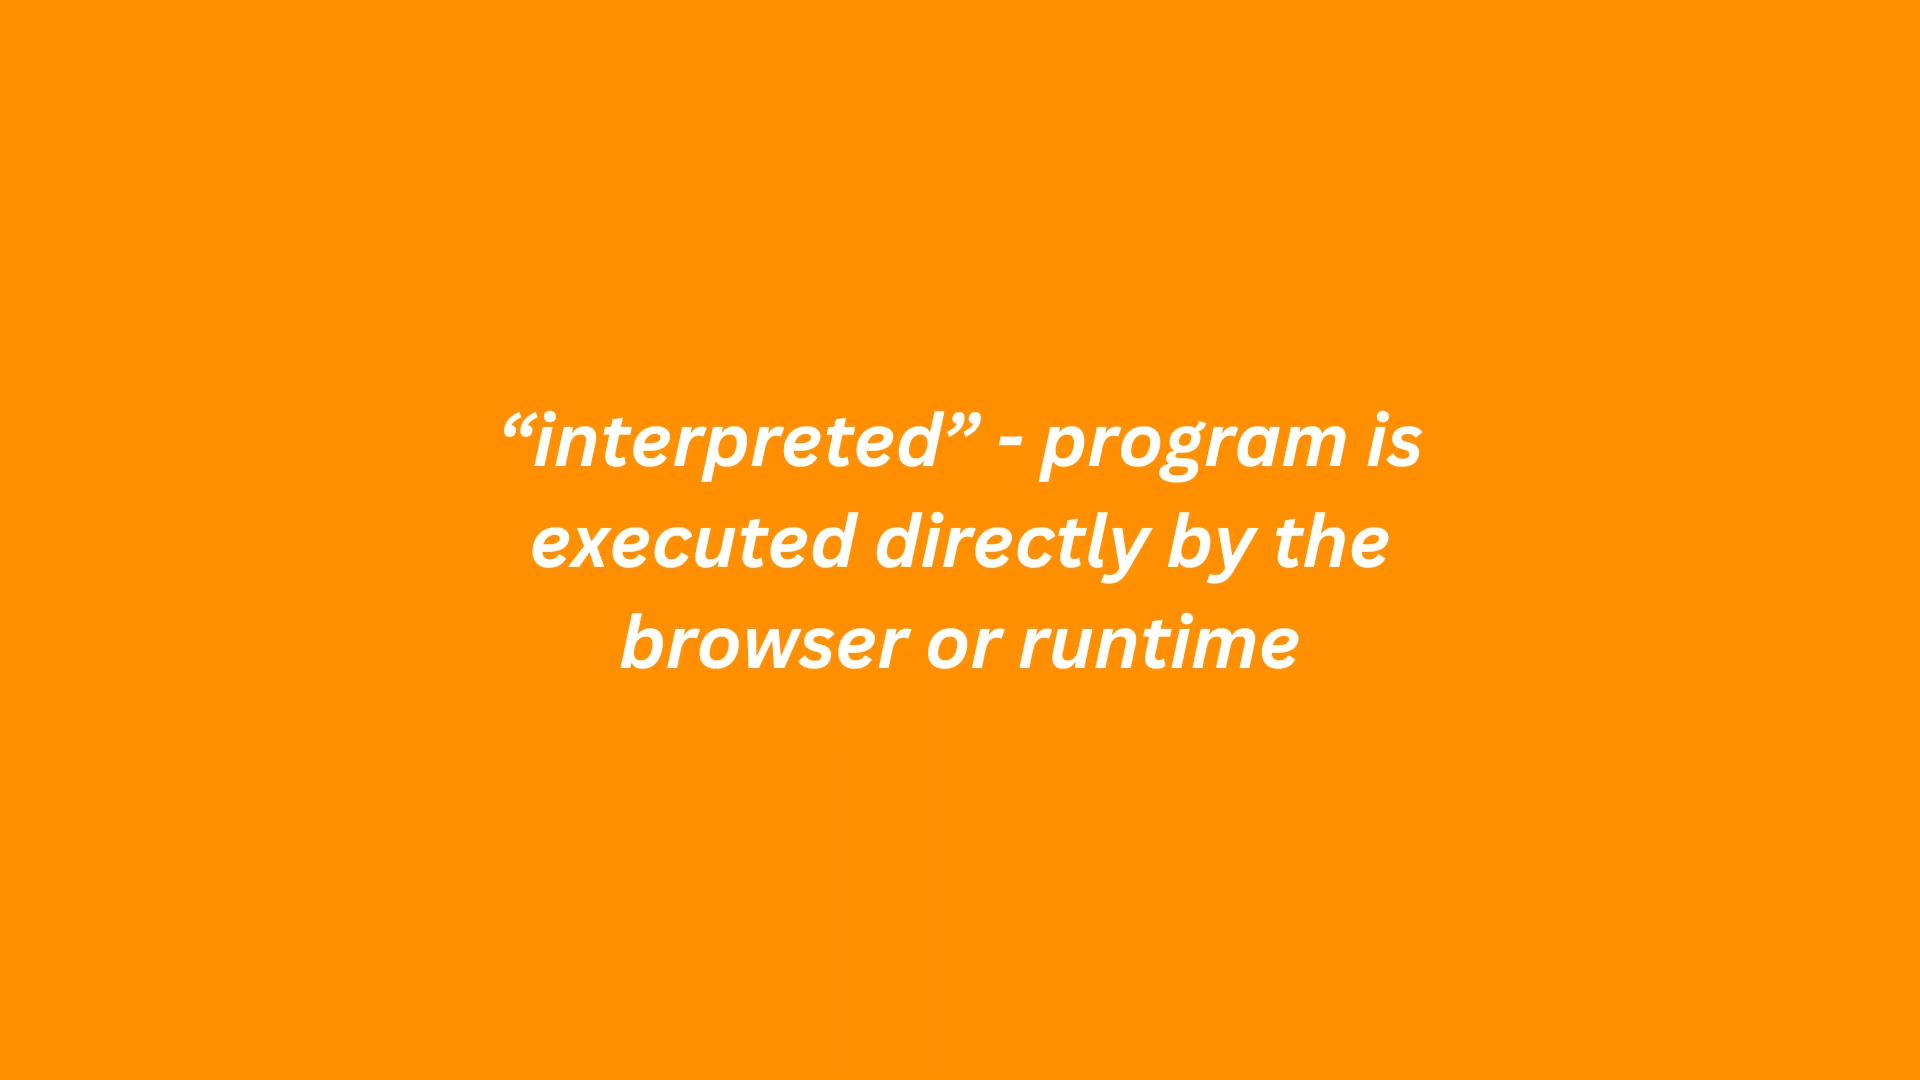 “interpreted” - program is
executed directly by the
browser or runtime